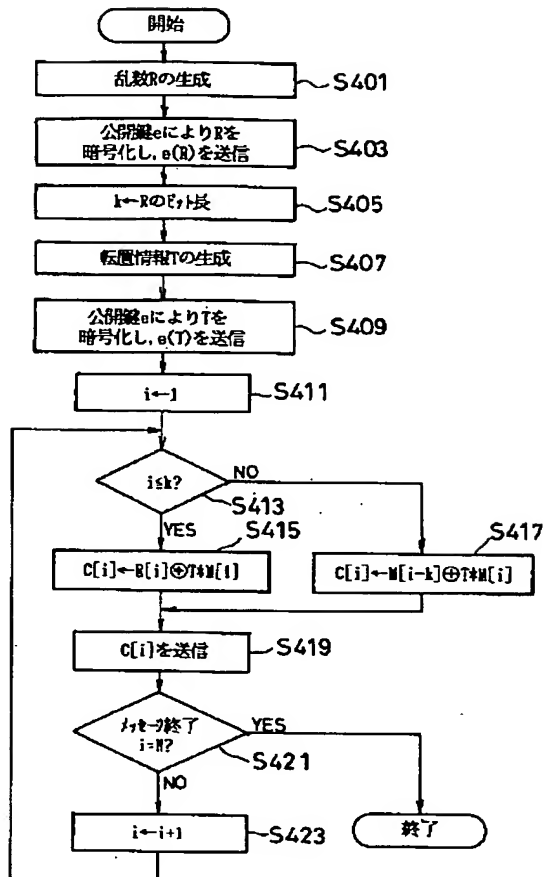 開始
乱数Rの生成
S401
公開鍵eによりRを
暗号化し,e(R)を送信
S403
k←Rのビット長
S405
転置情報Tの生成
S407
公開鍵eによりTを
暗号化し,e(T)を送信
S409
i←1
S411
i≤k?
NO
S413
YES
S415
C[i]←R[i]⊕T*M[i]
S417
C[i]←M[i-k]⊕T*M[i]
C[i]を送信
S419
メッセージ終了
i=N?
YES
S421
NO
i←i+1
S423
終了